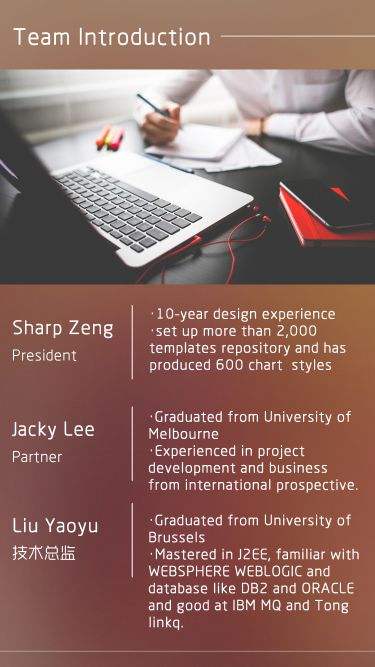 Team Introduction
Sharp Zeng
President
·10-year design experience
·set up more than 2,000
templates repository and has
produced 600 chart styles
Jacky Lee
Partner
·Graduated from University of
Melbourne
·Experienced in project
development and business
from international prospective.
Liu Yaoyu
技术总监
·Graduated from University of
Brussels
·Mastered in J2EE, familiar with
WEBSPHERE WEBLOGIC and
database like DB2 and ORACLE
and good at IBM MQ and Tong
linkq.